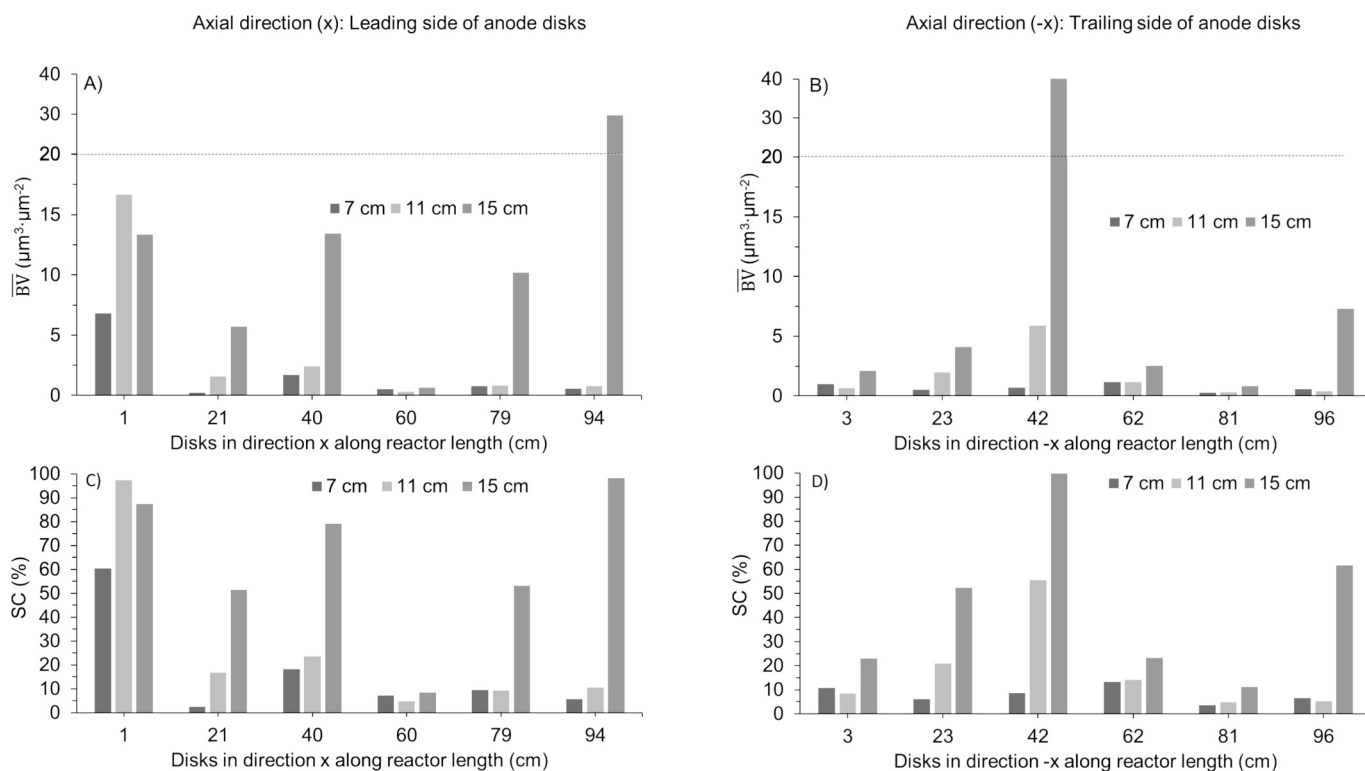 Axial direction (x): Leading side of anode disks
Axial direction (-x): Trailing side of anode disks
A)
40
30
20
15
10
5
0
BV (µm³·µm⁻²)
7 cm 11 cm 15 cm
1 21 40 60 79 94
Disks in direction x along reactor length (cm)
B)
40
30
20
15
10
5
0
BV (µm³·µm⁻²)
7 cm 11 cm 15 cm
3 23 42 62 81 96
Disks in direction -x along reactor length (cm)
C)
100
90
80
70
60
50
40
30
20
10
0
SC (%)
7 cm 11 cm 15 cm
1 21 40 60 79 94
Disks in direction x along reactor length (cm)
D)
100
90
80
70
60
50
40
30
20
10
0
SC (%)
7 cm 11 cm 15 cm
3 23 42 62 81 96
Disks in direction -x along reactor length (cm)